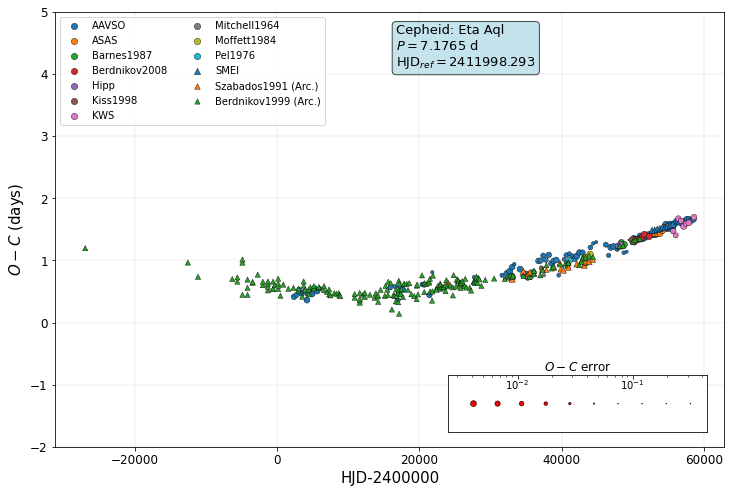 AAVSO
ASAS
Barnes1987
Berdnikov2008
Hipp
Kiss1998
KWS
Mitchell1964
Moffett1984
Pel1976
SMEI
Szabados1991 (Arc.)
Berdnikov1999 (Arc.)
Cepheid: Eta Aql
P = 7.1765 d
HJD_ref = 2411998.293
5
4
3
2
1
0
−1
−2
O − C (days)
O − C error
10^−2 10^−1
−20000 0 20000 40000 60000
HJD-2400000